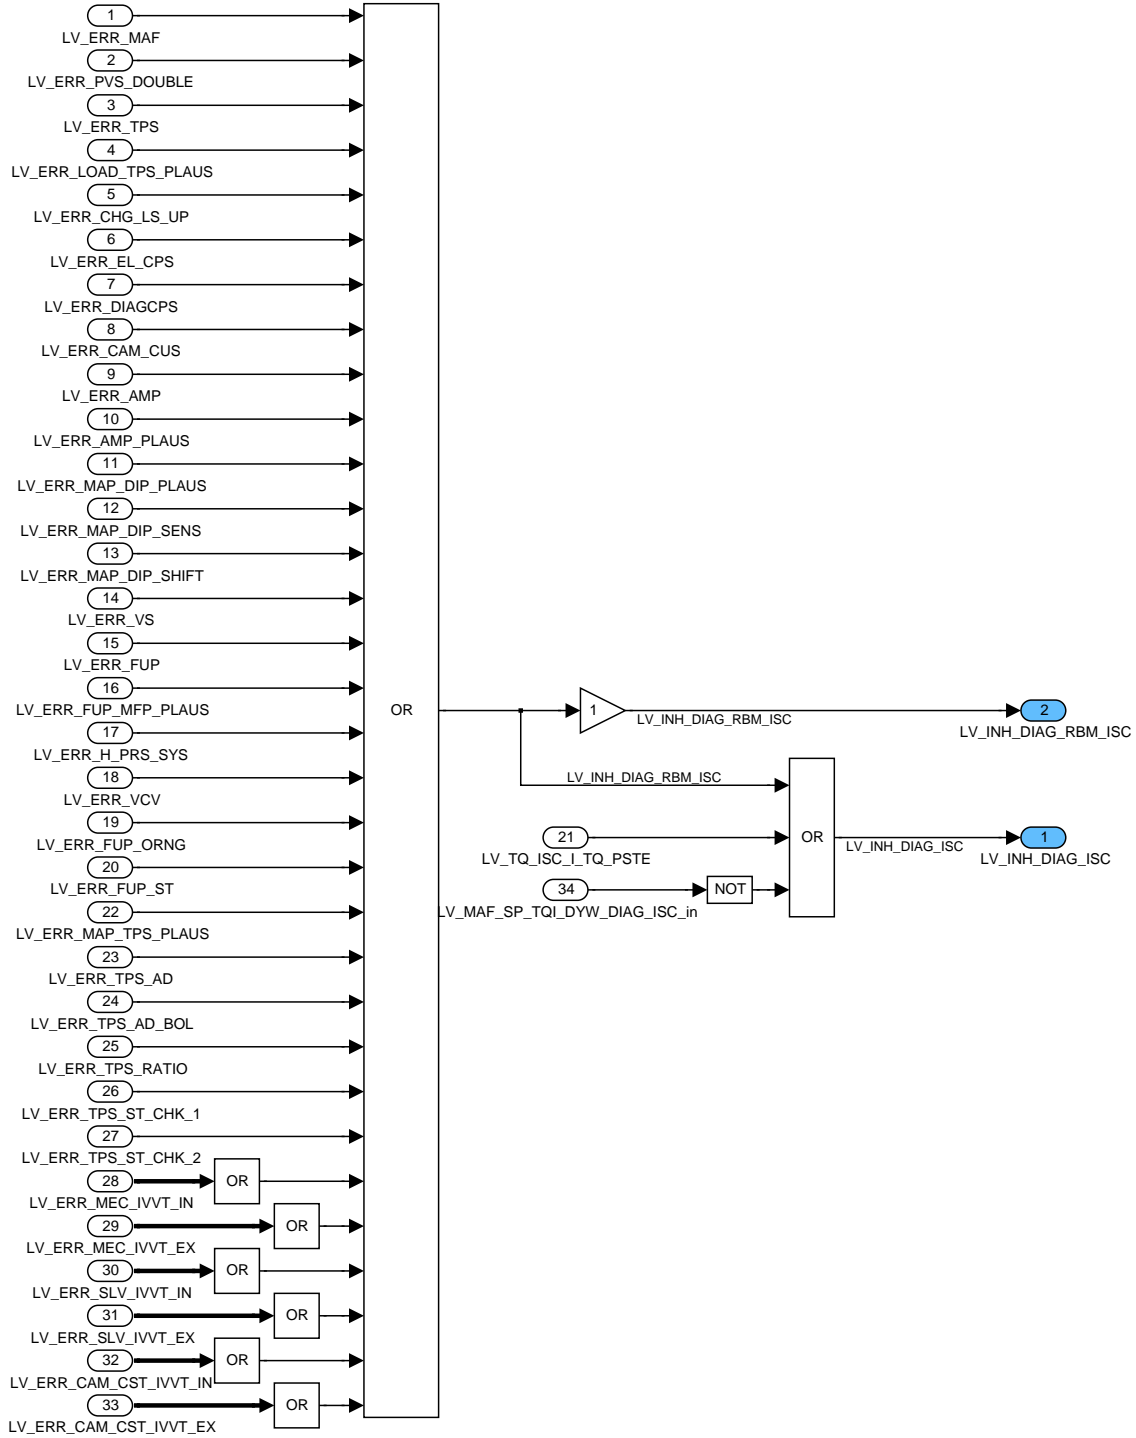 1
LV_ERR_MAF
2
LV_ERR_PVS_DOUBLE
3
LV_ERR_TPS
4
LV_ERR_LOAD_TPS_PLAUS
5
LV_ERR_CHG_LS_UP
6
LV_ERR_EL_CPS
7
LV_ERR_DIAGCPS
8
LV_ERR_CAM_CUS
9
LV_ERR_AMP
10
LV_ERR_AMP_PLAUS
11
LV_ERR_MAP_DIP_PLAUS
12
LV_ERR_MAP_DIP_SENS
13
LV_ERR_MAP_DIP_SHIFT
14
LV_ERR_VS
15
LV_ERR_FUP
16
LV_ERR_FUP_MFP_PLAUS
17
LV_ERR_H_PRS_SYS
18
LV_ERR_VCV
19
LV_ERR_FUP_ORNG
20
LV_ERR_FUP_ST
22
LV_ERR_MAP_TPS_PLAUS
23
LV_ERR_TPS_AD
24
LV_ERR_TPS_AD_BOL
25
LV_ERR_TPS_RATIO
26
LV_ERR_TPS_ST_CHK_1
27
LV_ERR_TPS_ST_CHK_2
28
OR
LV_ERR_MEC_IVVT_IN
29
OR
LV_ERR_MEC_IVVT_EX
30
OR
LV_ERR_SLV_IVVT_IN
31
OR
LV_ERR_SLV_IVVT_EX
32
OR
LV_ERR_CAM_CST_IVVT_IN
33
OR
LV_ERR_CAM_CST_IVVT_EX
OR
1
LV_INH_DIAG_RBM_ISC
2
LV_INH_DIAG_RBM_ISC
LV_INH_DIAG_RBM_ISC
21
LV_TQ_ISC_I_TQ_PSTE
34
NOT
LV_MAF_SP_TQI_DYW_DIAG_ISC_in
OR
LV_INH_DIAG_ISC
1
LV_INH_DIAG_ISC